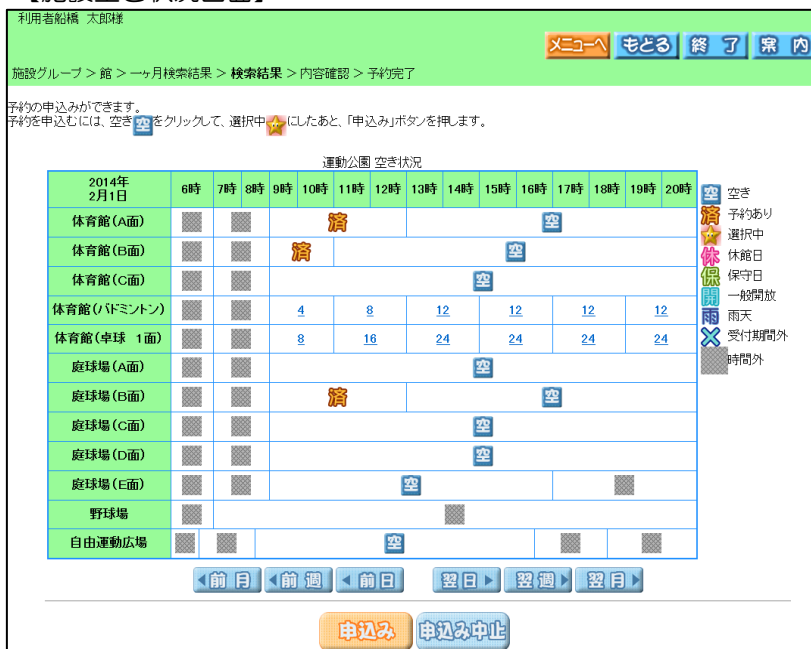 利用者船橋 太郎様
メニューへ もどる 終 了 案 内
施設グループ > 館 > 一ヶ月検索結果 > 検索結果 > 内容確認 > 予約完了
予約の申込みができます。
予約を申込むには、空き空をクリックして、選択中にしたあと、「申込み」ボタンを押します。
運動公園 空き状況
2014年
2月1日 6時 7時 8時 9時 10時 11時 12時 13時 14時 15時 16時 17時 18時 19時 20時
体育館(A面) 済 空
体育館(B面) 済 空
体育館(C面) 空
体育館(バドミントン) 4 8 12 12 12 12
体育館(卓球 1面) 8 16 24 24 24 24
庭球場(A面) 空
庭球場(B面) 済 空
庭球場(C面) 空
庭球場(D面) 空
庭球場(E面) 空
野球場
自由運動広場 空
空 空き
済 予約あり
選択中
休 休館日
保 保守日
開 一般開放
雨 雨天
受付期間外
時間外
前 月 前 週 前 日 翌 日 翌 週 翌 月
申込み 申込み中止